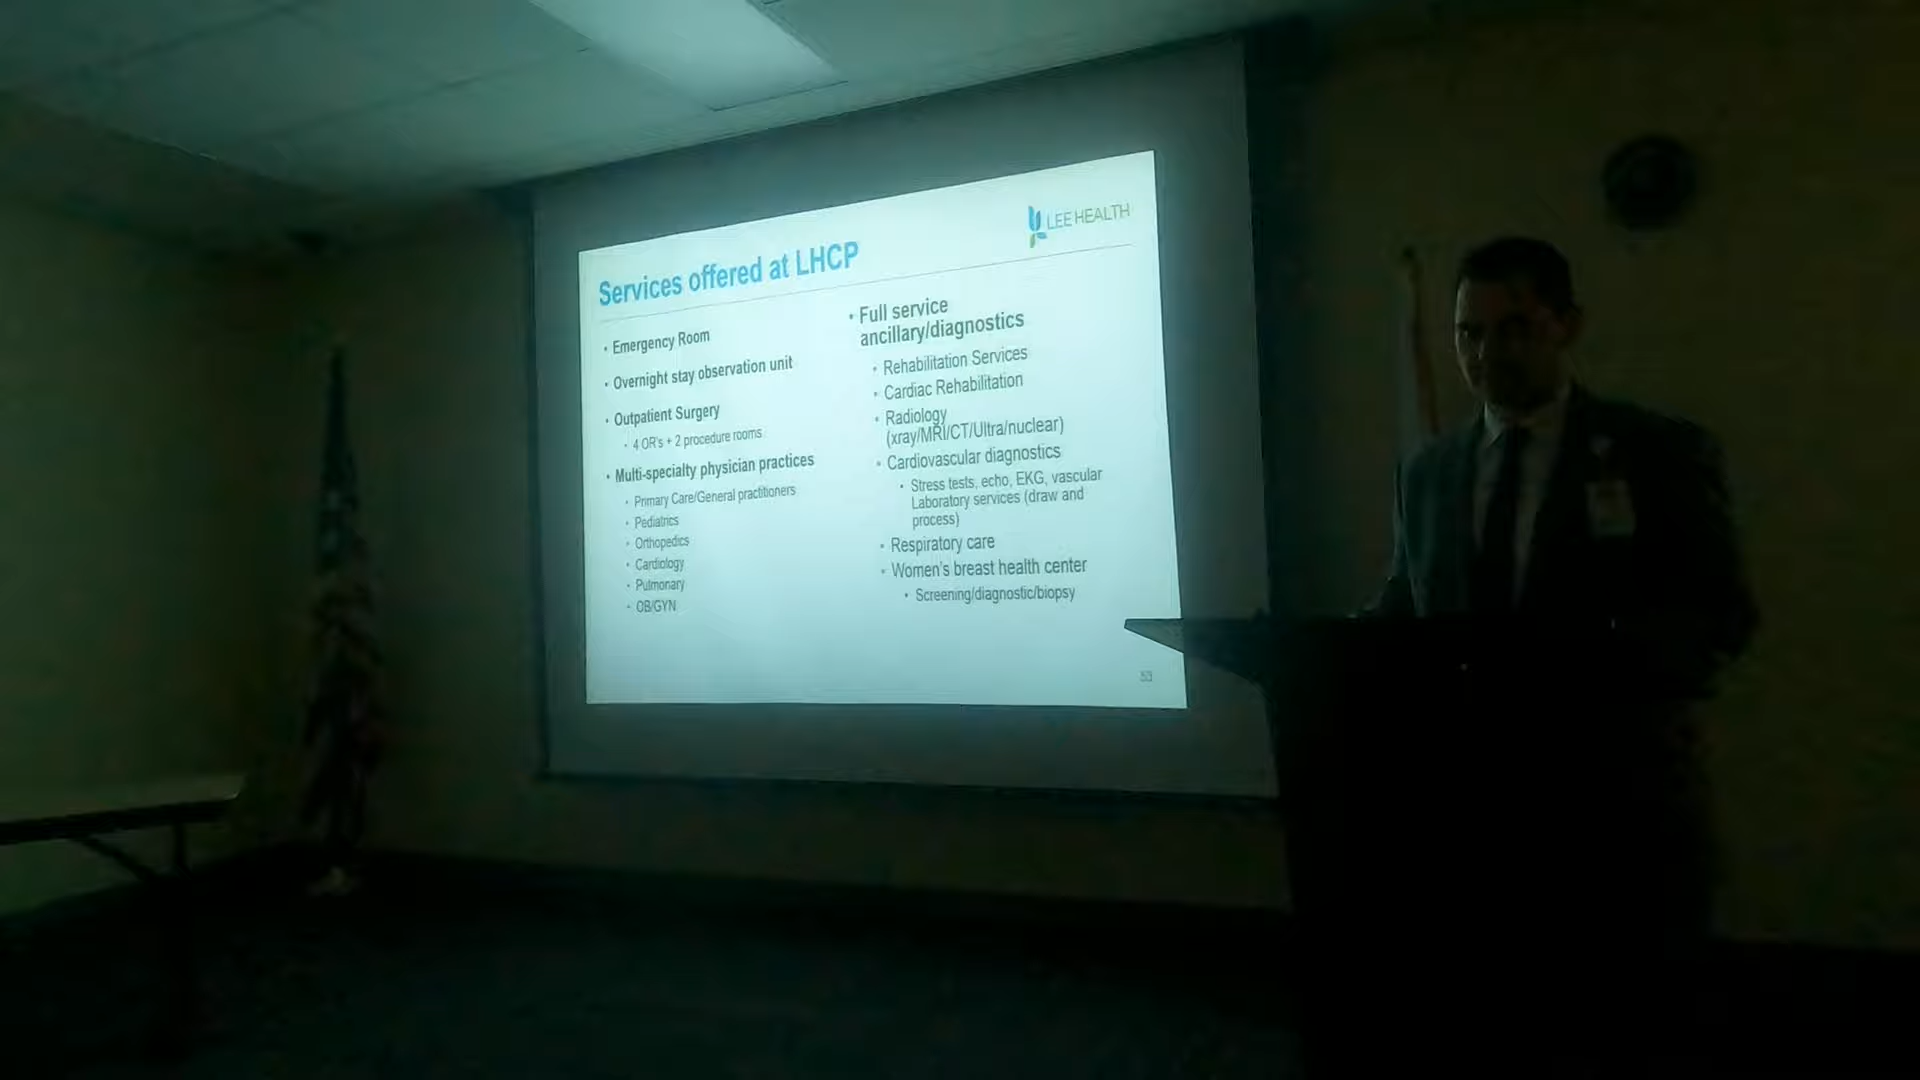 LEE HEALTH
Services offered at LHCP
• Emergency Room
• Overnight stay observation unit
• Outpatient Surgery
• 4 OR's + 2 procedure rooms
• Multi-specialty physician practices
• Primary Care/General practitioners
• Pediatrics
• Orthopedics
• Cardiology
• Pulmonary
• OB/GYN
• Full service
ancillary/diagnostics
• Rehabilitation Services
• Cardiac Rehabilitation
• Radiology
(xray/MRI/CT/Ultra/nuclear)
• Cardiovascular diagnostics
• Stress tests, echo, EKG, vascular
Laboratory services (draw and
process)
• Respiratory care
• Women's breast health center
• Screening/diagnostic/biopsy